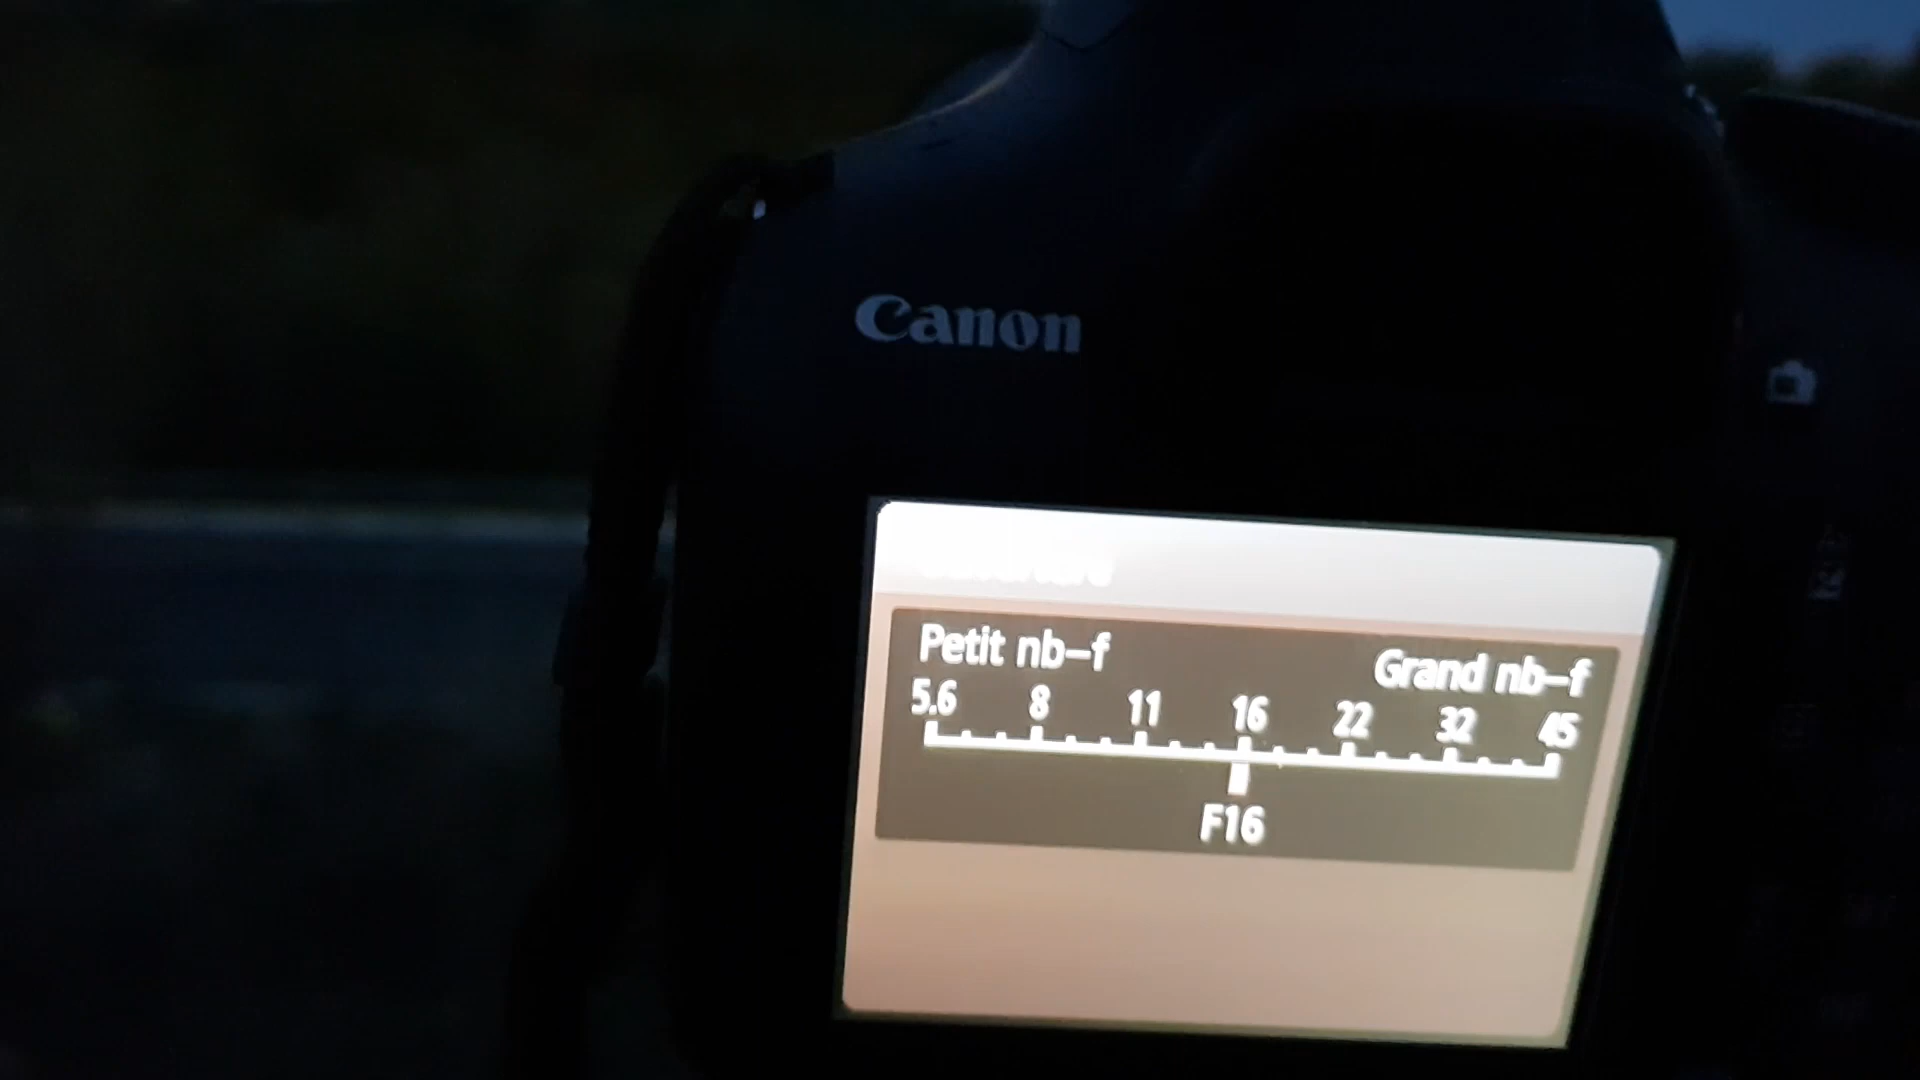 Canon
Petit nb-f
Grand nb-f
5.6 8 11 16 22 32 45
F16